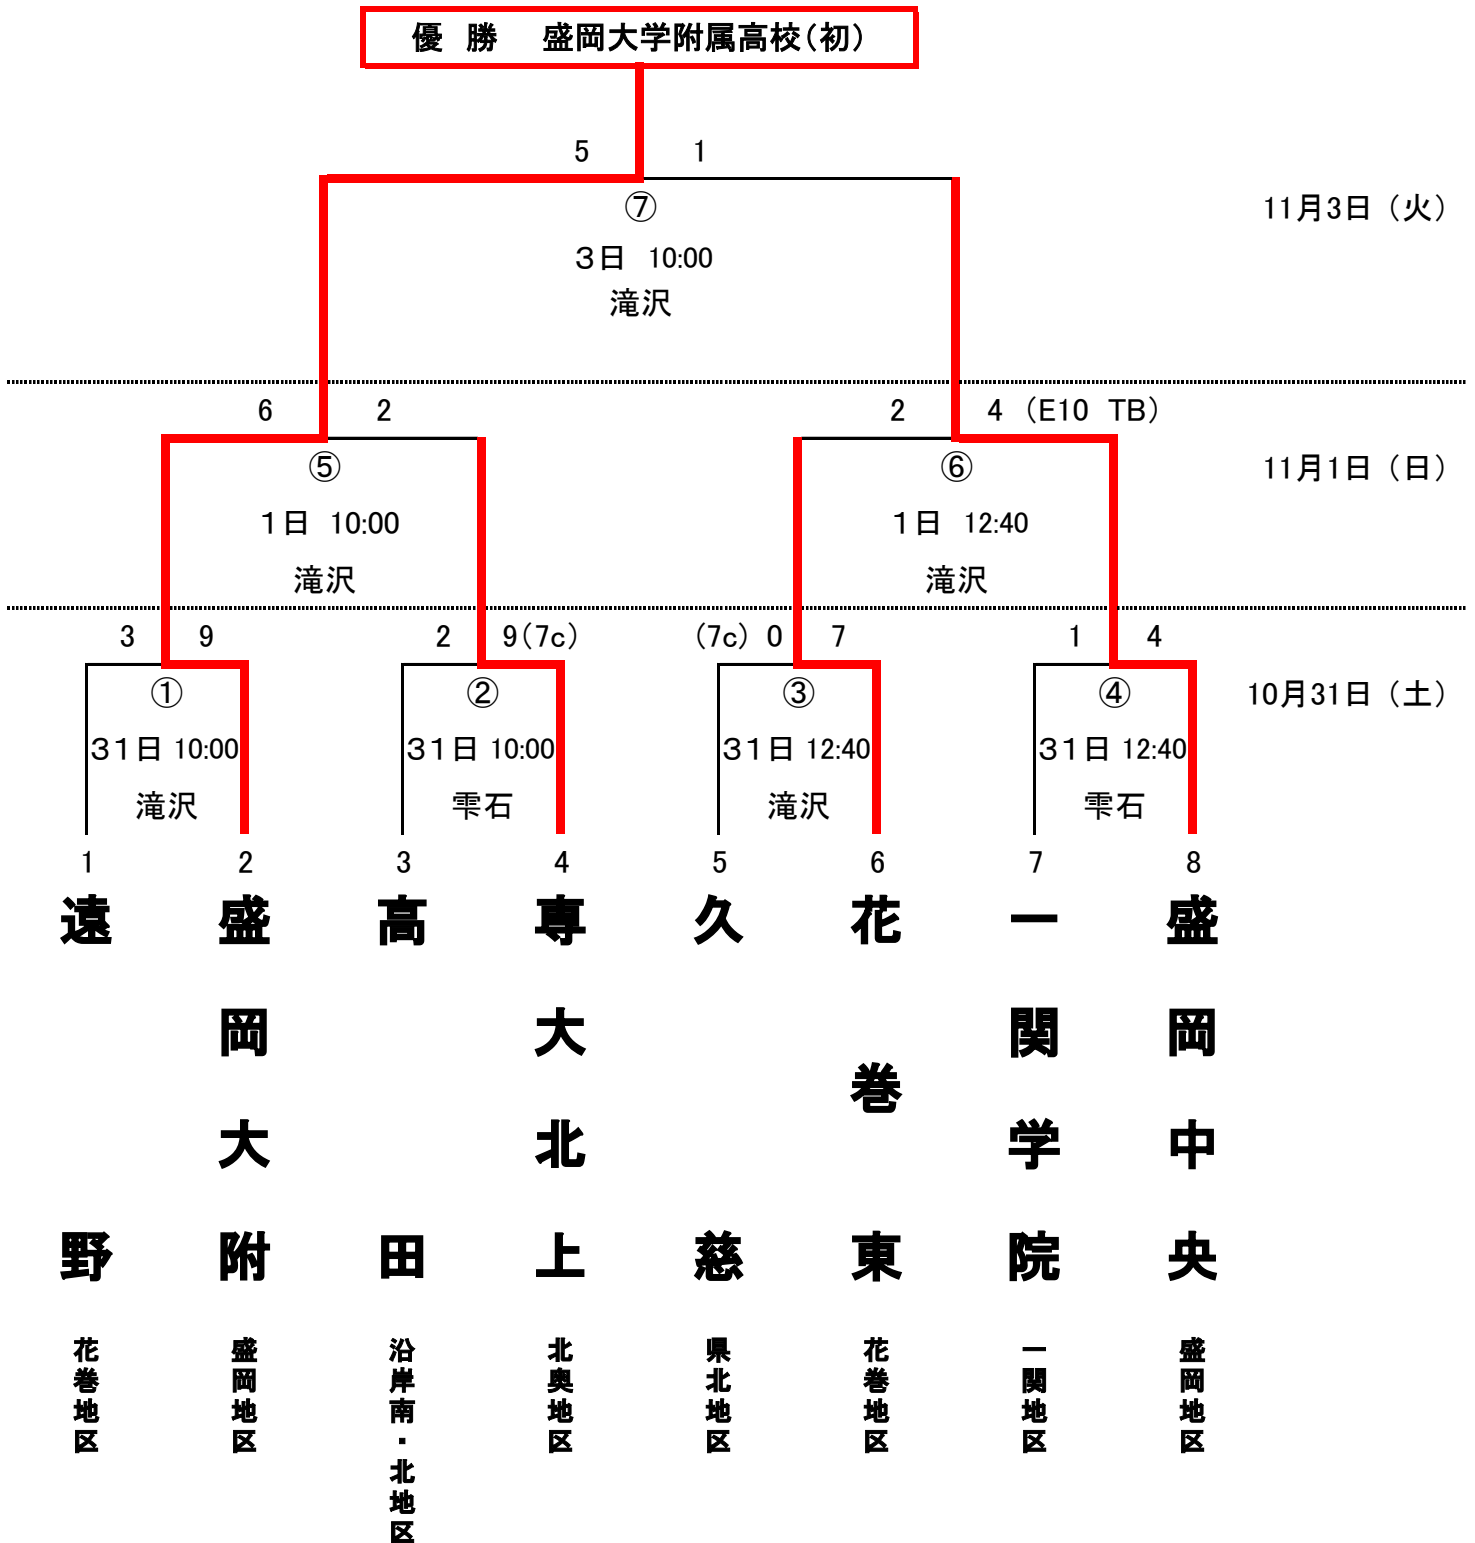 優　勝　盛岡大学附属高校(初)
5 1
⑦
11月3日（火）
３日 10:00
滝沢
6 2 2 4 (E10 TB)
⑤ ⑥
11月1日（日）
１日 10:00 １日 12:40
滝沢 滝沢
3 9 2 9(7c) (7c) 0 7 1 4
① ② ③ ④
10月31日（土）
３１日 10:00 ３１日 10:00 ３１日 12:40 ３１日 12:40
滝沢 雫石 滝沢 雫石
1 2 3 4 5 6 7 8
遠野
盛岡大附
高田
専大北上
久慈
花巻東
一関学院
盛岡中央
花巻地区
盛岡地区
沿岸南・北地区
北奥地区
県北地区
花巻地区
一関地区
盛岡地区